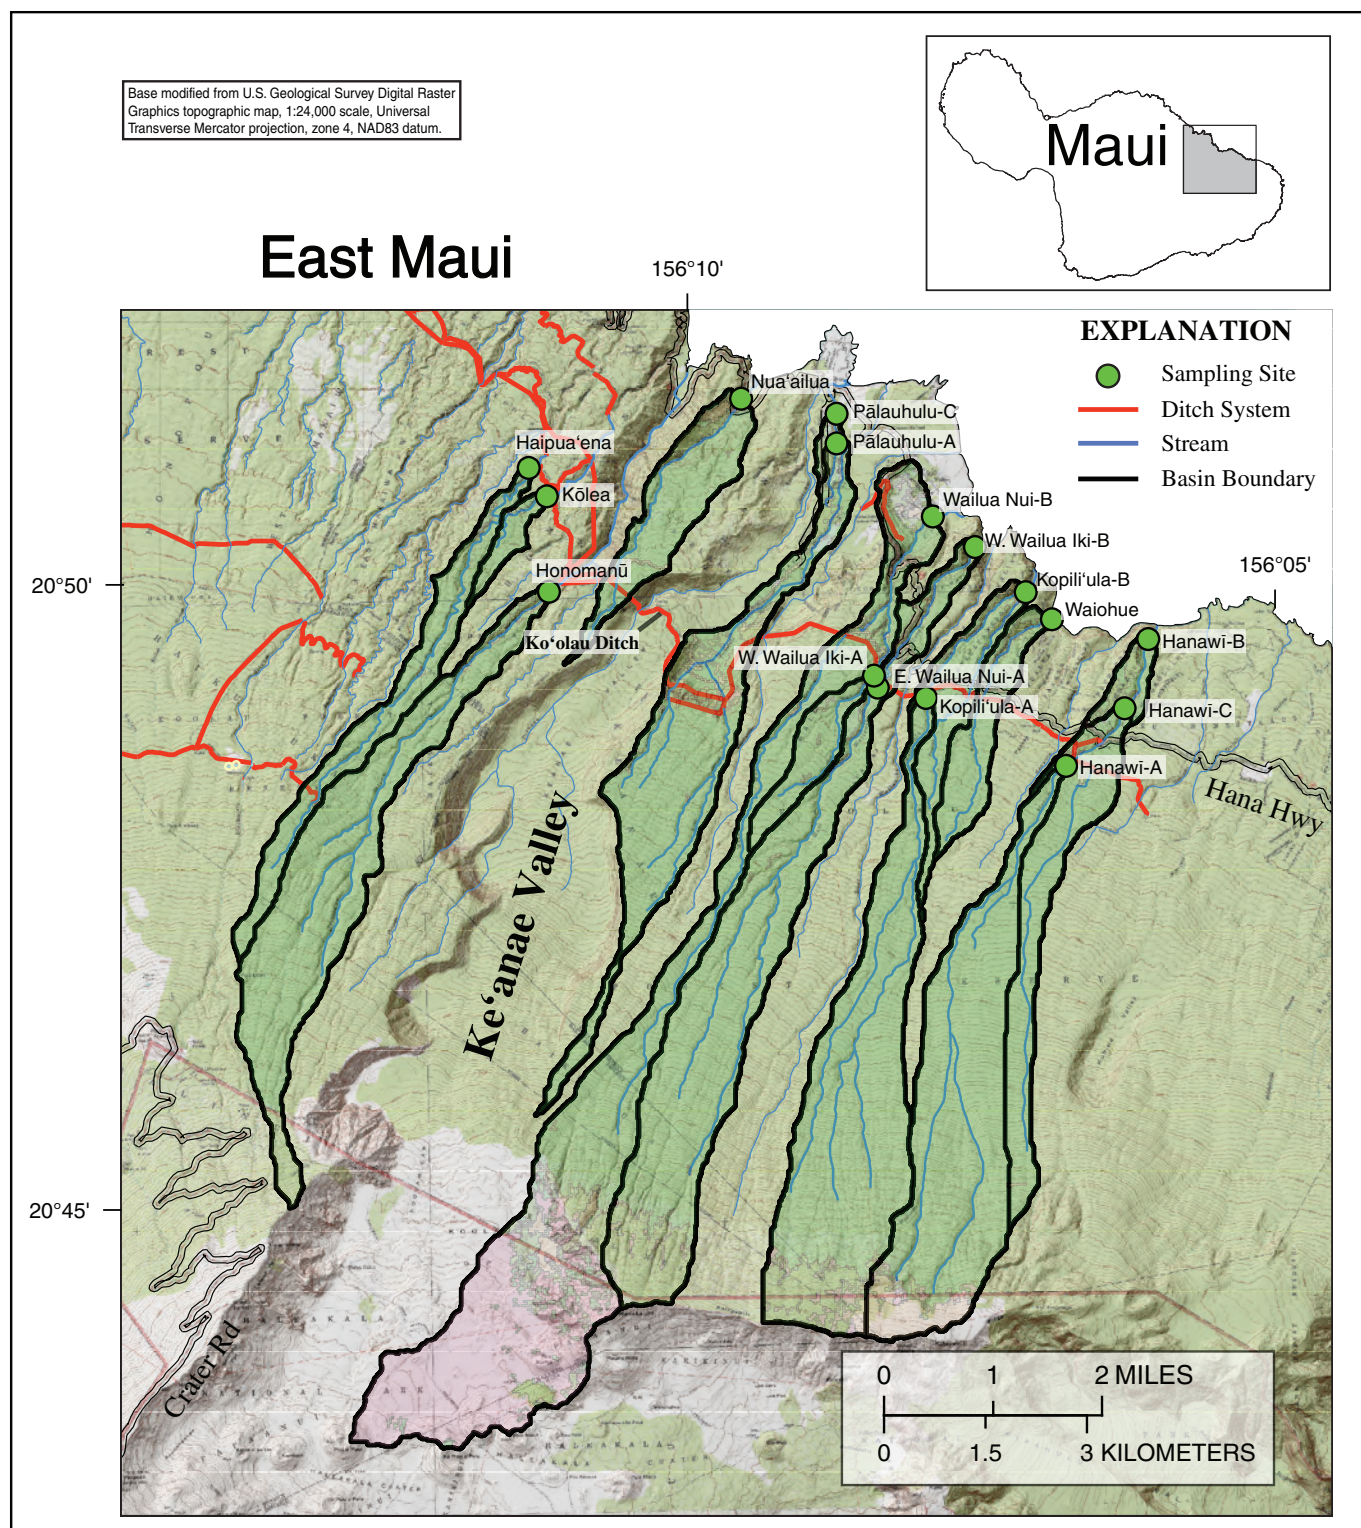 Base modified from U.S. Geological Survey Digital Raster
Graphics topographic map, 1:24,000 scale, Universal
Transverse Mercator projection, zone 4, NAD83 datum.
Maui
East Maui
156°10'
EXPLANATION
Sampling Site
Ditch System
Stream
Basin Boundary
Nuaʻailua
Pālauhulu-C
Pālauhulu-A
Haipuaʻena
Kōlea
Wailua Nui-B
W. Wailua Iki-B
Honomanū
Kopiliʻula-B
156°05'
20°50'
Waiohue
Koʻolau Ditch
Hanawī-B
W. Wailua Iki-A
E. Wailua Nui-A
Kopiliʻula-A
Hanawī-C
Hanawī-A
Hana Hwy
Keʻanae Valley
20°45'
Crater Rd
0 1 2 MILES
0 1.5 3 KILOMETERS